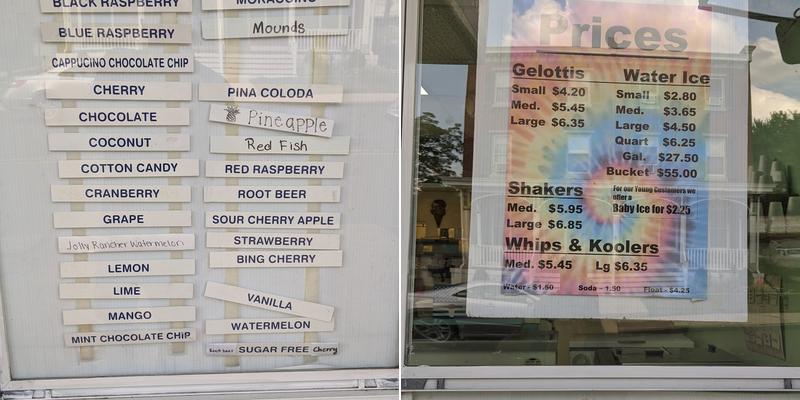 BLACK RASPBERRY
BLUE RASPBERRY
CAPPUCINO CHOCOLATE CHIP
CHERRY
CHOCOLATE
COCONUT
COTTON CANDY
CRANBERRY
GRAPE
Jolly Rancher Watermelon
LEMON
LIME
MANGO
MINT CHOCOLATE CHIP
Mounds
PINA COLODA
Pineapple
Red Fish
RED RASPBERRY
ROOT BEER
SOUR CHERRY APPLE
STRAWBERRY
BING CHERRY
VANILLA
WATERMELON
SUGAR FREE Cherry
Prices
Gelottis
Small $4.20
Med. $5.45
Large $6.35
Water Ice
Small $2.80
Med. $3.65
Large $4.50
Quart $6.25
Gal. $27.50
Bucket $55.00
Shakers
Med. $5.95
Large $6.85
For our Young Customers we
offer a
Baby Ice for $2.25
Whips & Koolers
Med. $5.45 Lg $6.35
Water - $1.50 Soda - 1.50 Float - $4.25